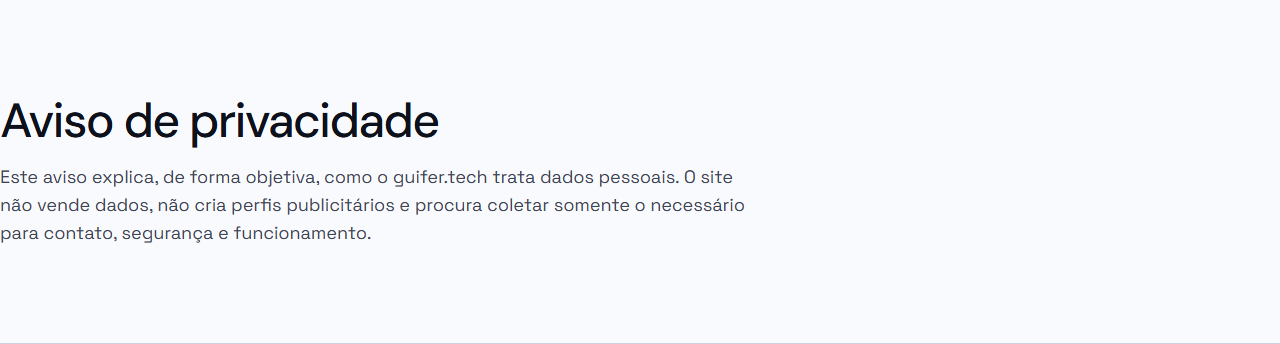 Aviso de privacidade
Este aviso explica, de forma objetiva, como o guifer.tech trata dados pessoais. O site
não vende dados, não cria perfis publicitários e procura coletar somente o necessário
para contato, segurança e funcionamento.